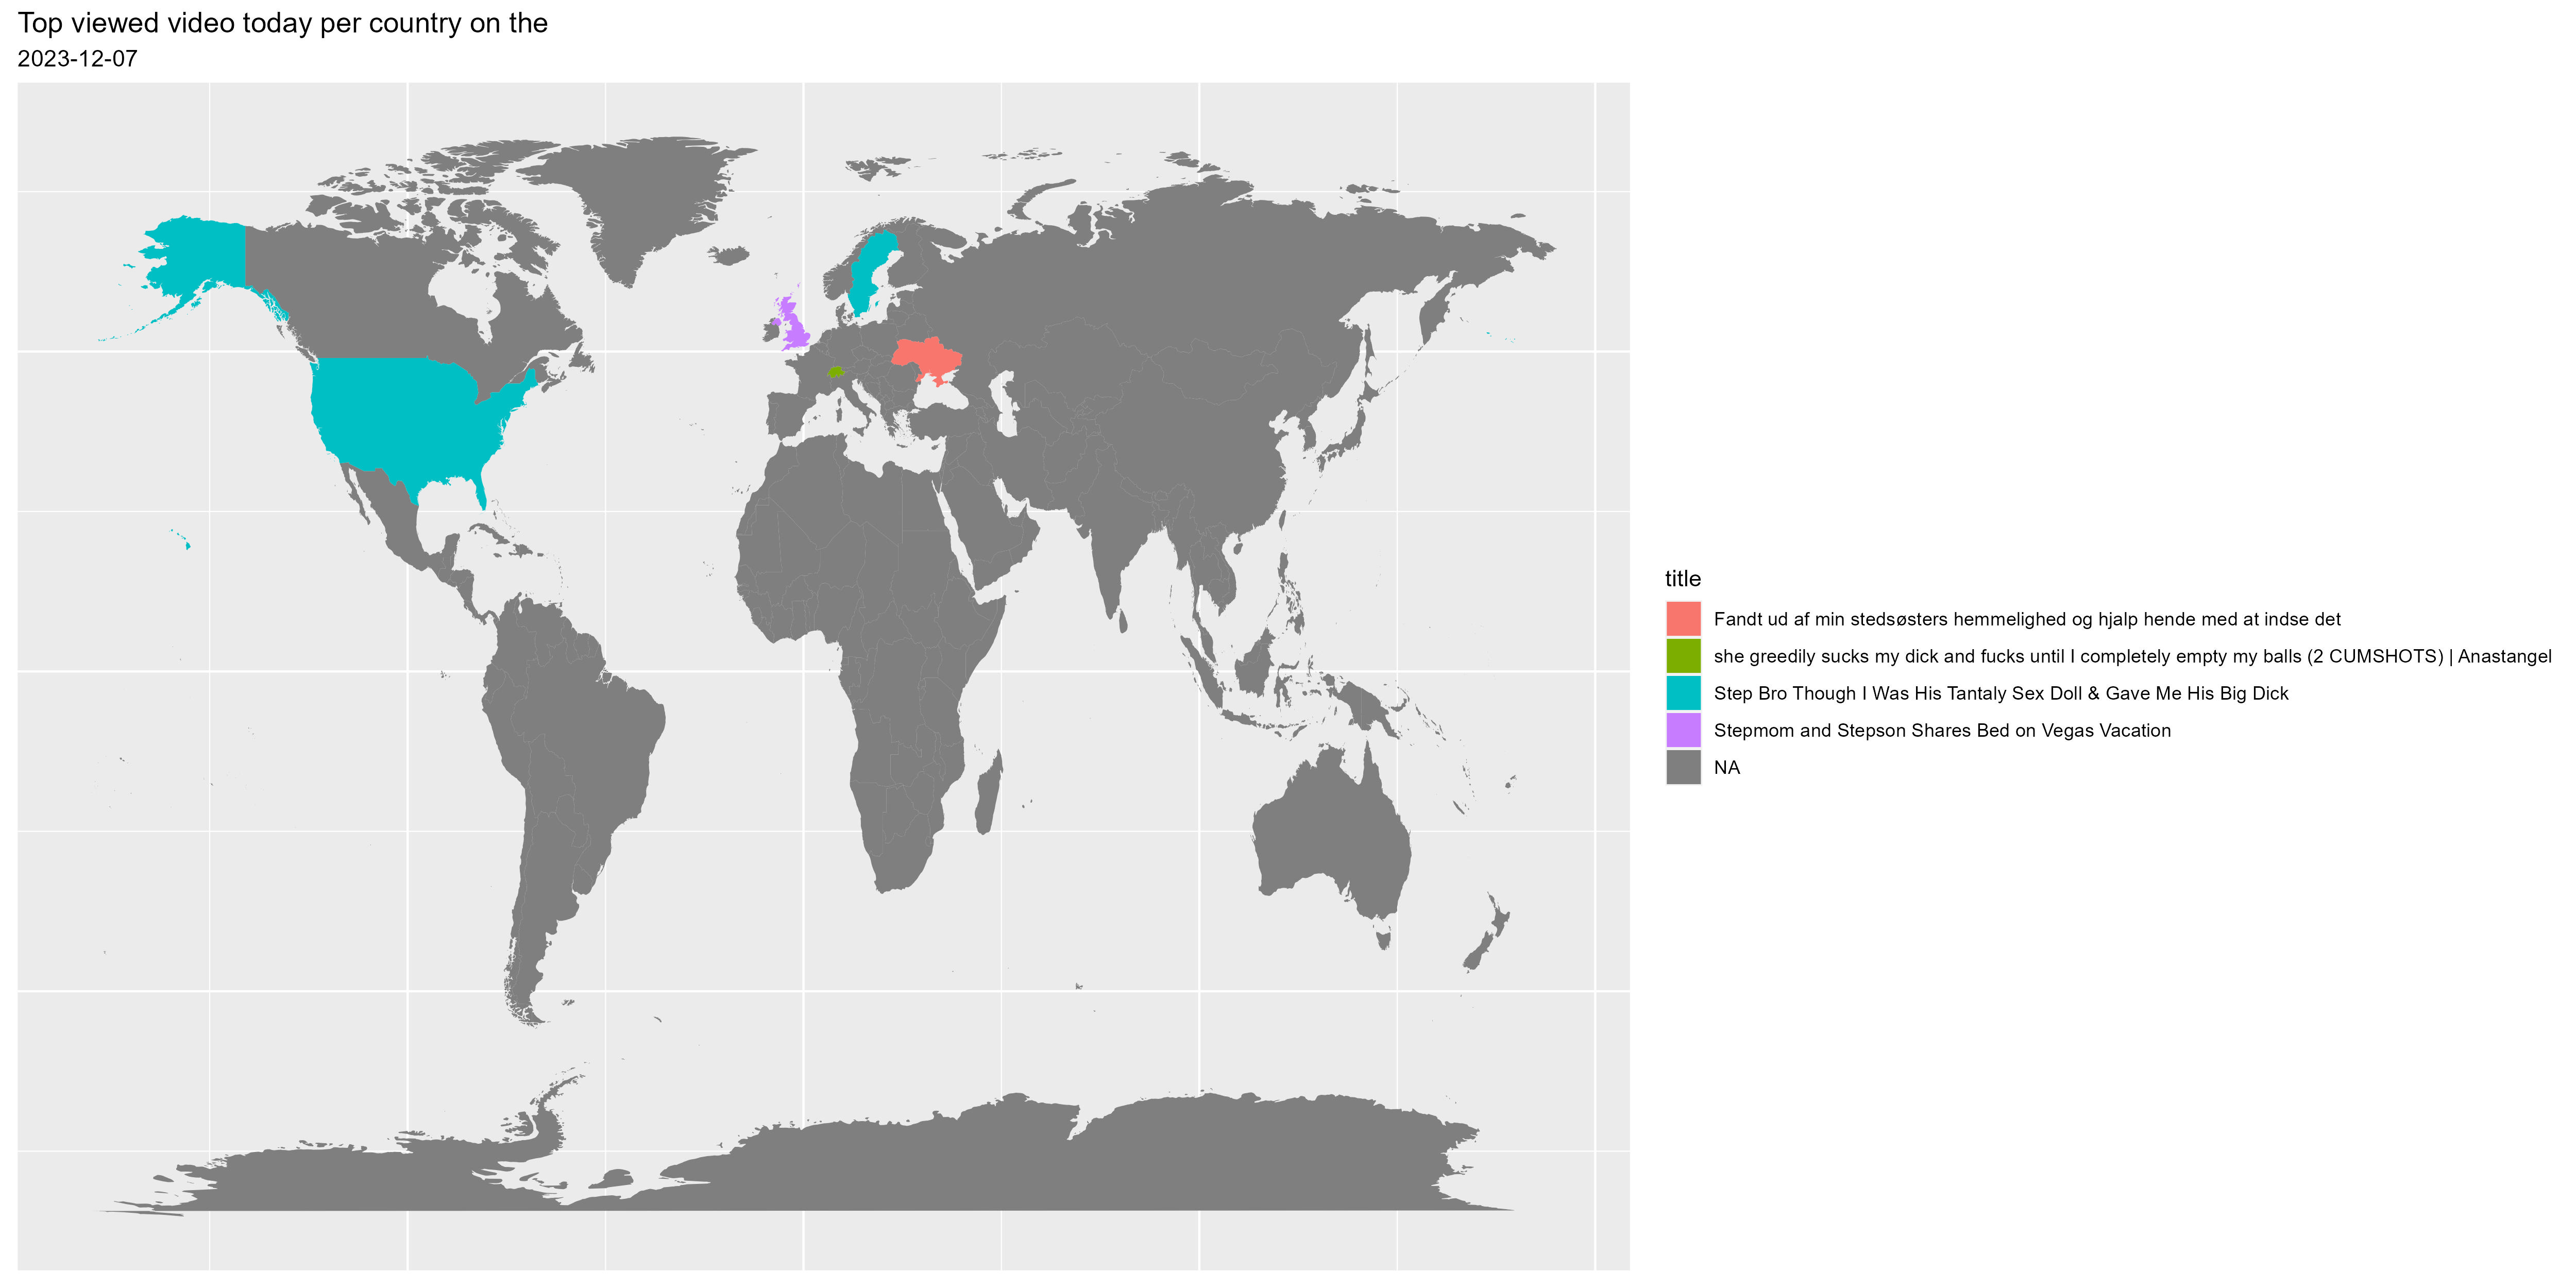 Top viewed video today per country on the
2023-12-07
title
Fandt ud af min stedsøsters hemmelighed og hjalp hende med at indse det
she greedily sucks my dick and fucks until I completely empty my balls (2 CUMSHOTS) | Anastangel
Step Bro Though I Was His Tantaly Sex Doll & Gave Me His Big Dick
Stepmom and Stepson Shares Bed on Vegas Vacation
NA